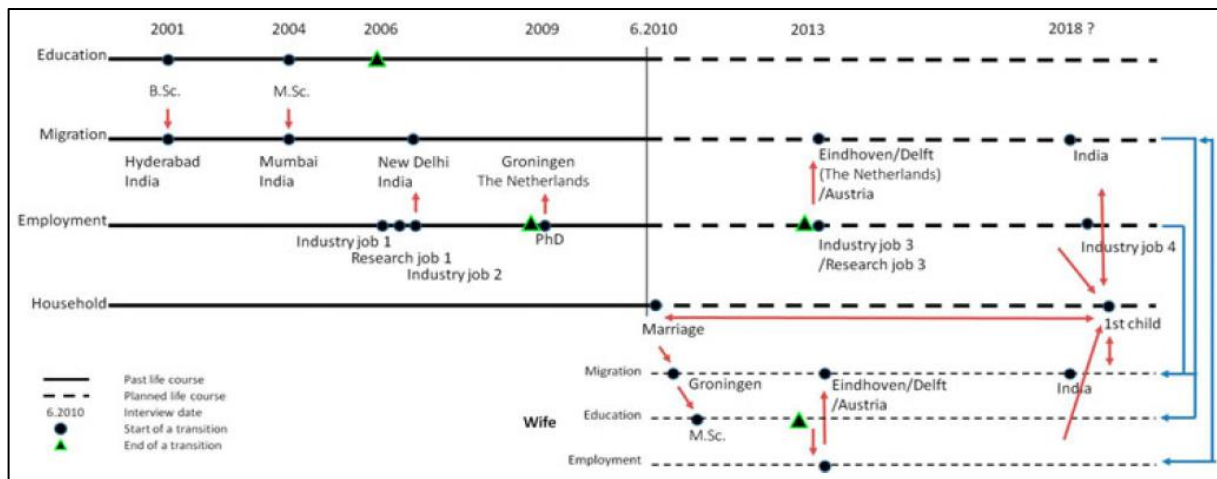 2001 2004 2006 2009 6.2010 2013 2018 ?
Education
B.Sc. M.Sc.
Migration
Hyderabad Mumbai New Delhi Groningen Eindhoven/Delft India
India India India The Netherlands (The Netherlands)
/Austria
Employment
Industry job 1 PhD Industry job 3 Industry job 4
Research job 1 /Research job 3
Industry job 2
Household
Marriage 1st child
Migration Groningen Eindhoven/Delft India
/Austria
Wife
Education
M.Sc.
Employment
Past life course
Planned life course
6.2010 Interview date
Start of a transition
End of a transition